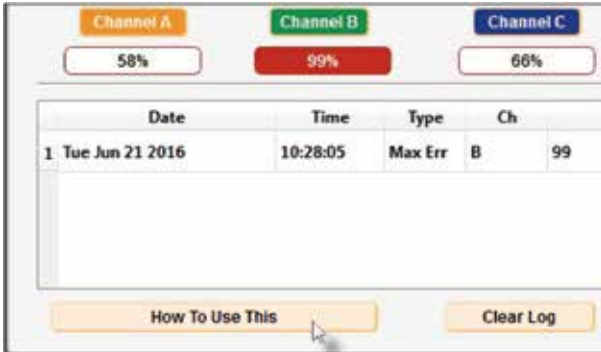 Channel A Channel B Channel C
58% 99% 66%
Date Time Type Ch
1 Tue Jun 21 2016 10:28:05 Max Err B 99
How To Use This Clear Log